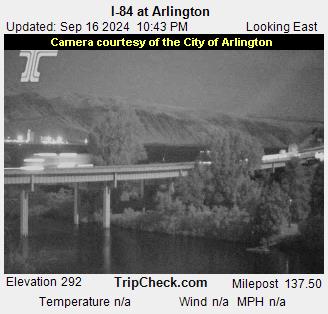 I-84 at Arlington
Updated: Sep 16 2024 10:43 PM Looking East
Camera courtesy of the City of Arlington
Elevation 292 TripCheck.com Milepost 137.50
Temperature n/a Wind n/a MPH n/a